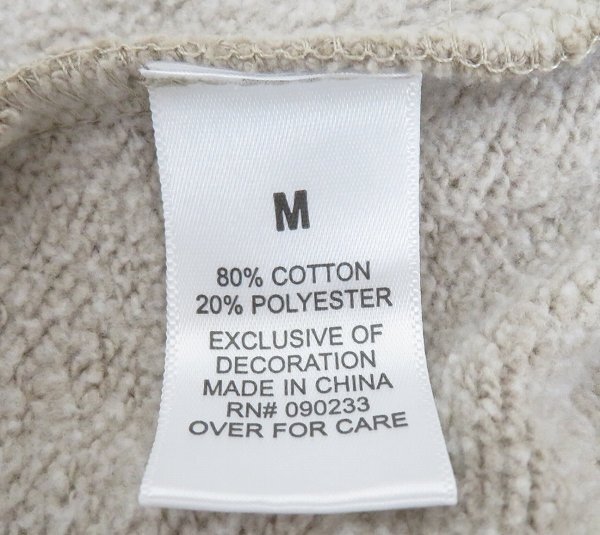 M
80% COTTON
20% POLYESTER
EXCLUSIVE OF
DECORATION
MADE IN CHINA
RN# 090233
OVER FOR CARE